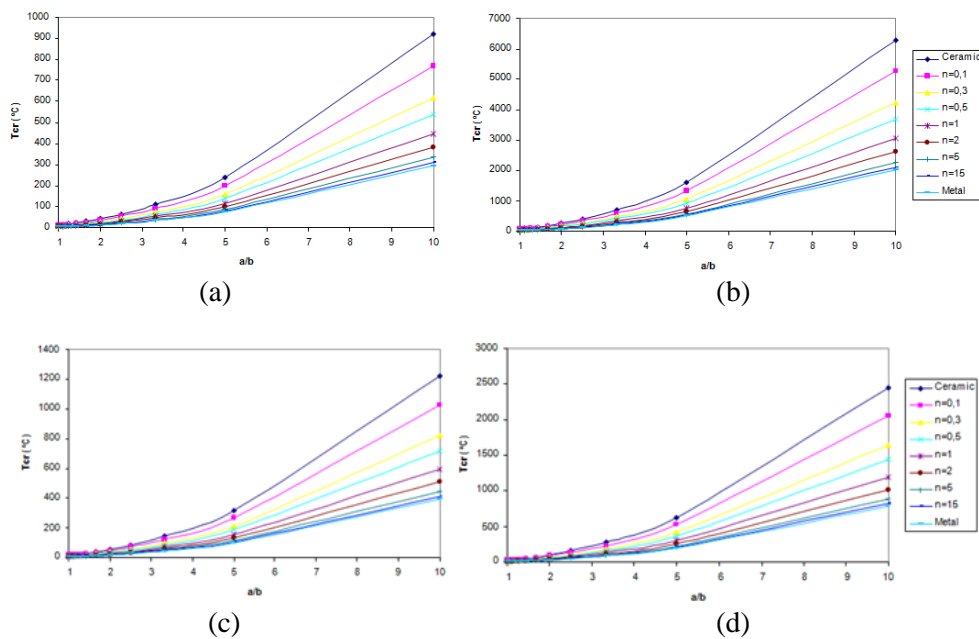 1000
900
800
700
600
500
400
300
200
100
0
Tcr (°C)
1 2 3 4 5 6 7 8 9 10
a/b
(a)
7000
6000
5000
4000
3000
2000
1000
0
Tcr (°C)
1 2 3 4 5 6 7 8 9 10
a/b
(b)
Ceramic
n=0,1
n=0,3
n=0,5
n=1
n=2
n=5
n=15
Metal
1400
1200
1000
800
600
400
200
0
Tcr (°C)
1 2 3 4 5 6 7 8 9 10
a/b
(c)
3000
2500
2000
1500
1000
500
0
Tcr (°C)
1 2 3 4 5 6 7 8 9 10
a/b
(d)
Ceramic
n=0,1
n=0,3
n=0,5
n=1
n=2
n=5
n=15
Metal